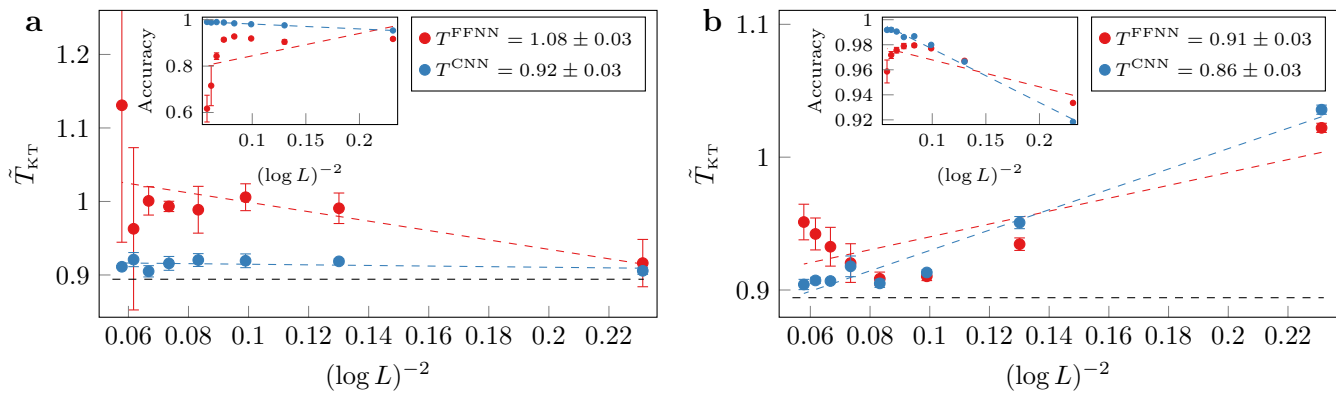 a
T^FFNN = 1.08 ± 0.03
T^CNN = 0.92 ± 0.03
Accuracy
1
0.8
0.6
0.1 0.2
(log L)^−2
T̃_KT
1.2
1.1
1
0.9
0.06 0.08 0.1 0.12 0.14 0.16 0.18 0.2 0.22
(log L)^−2
b
T^FFNN = 0.91 ± 0.03
T^CNN = 0.86 ± 0.03
Accuracy
1
0.98
0.96
0.94
0.92
0.1 0.2
(log L)^−2
T̃_KT
1.1
1
0.9
0.06 0.08 0.1 0.12 0.14 0.16 0.18 0.2 0.22
(log L)^−2